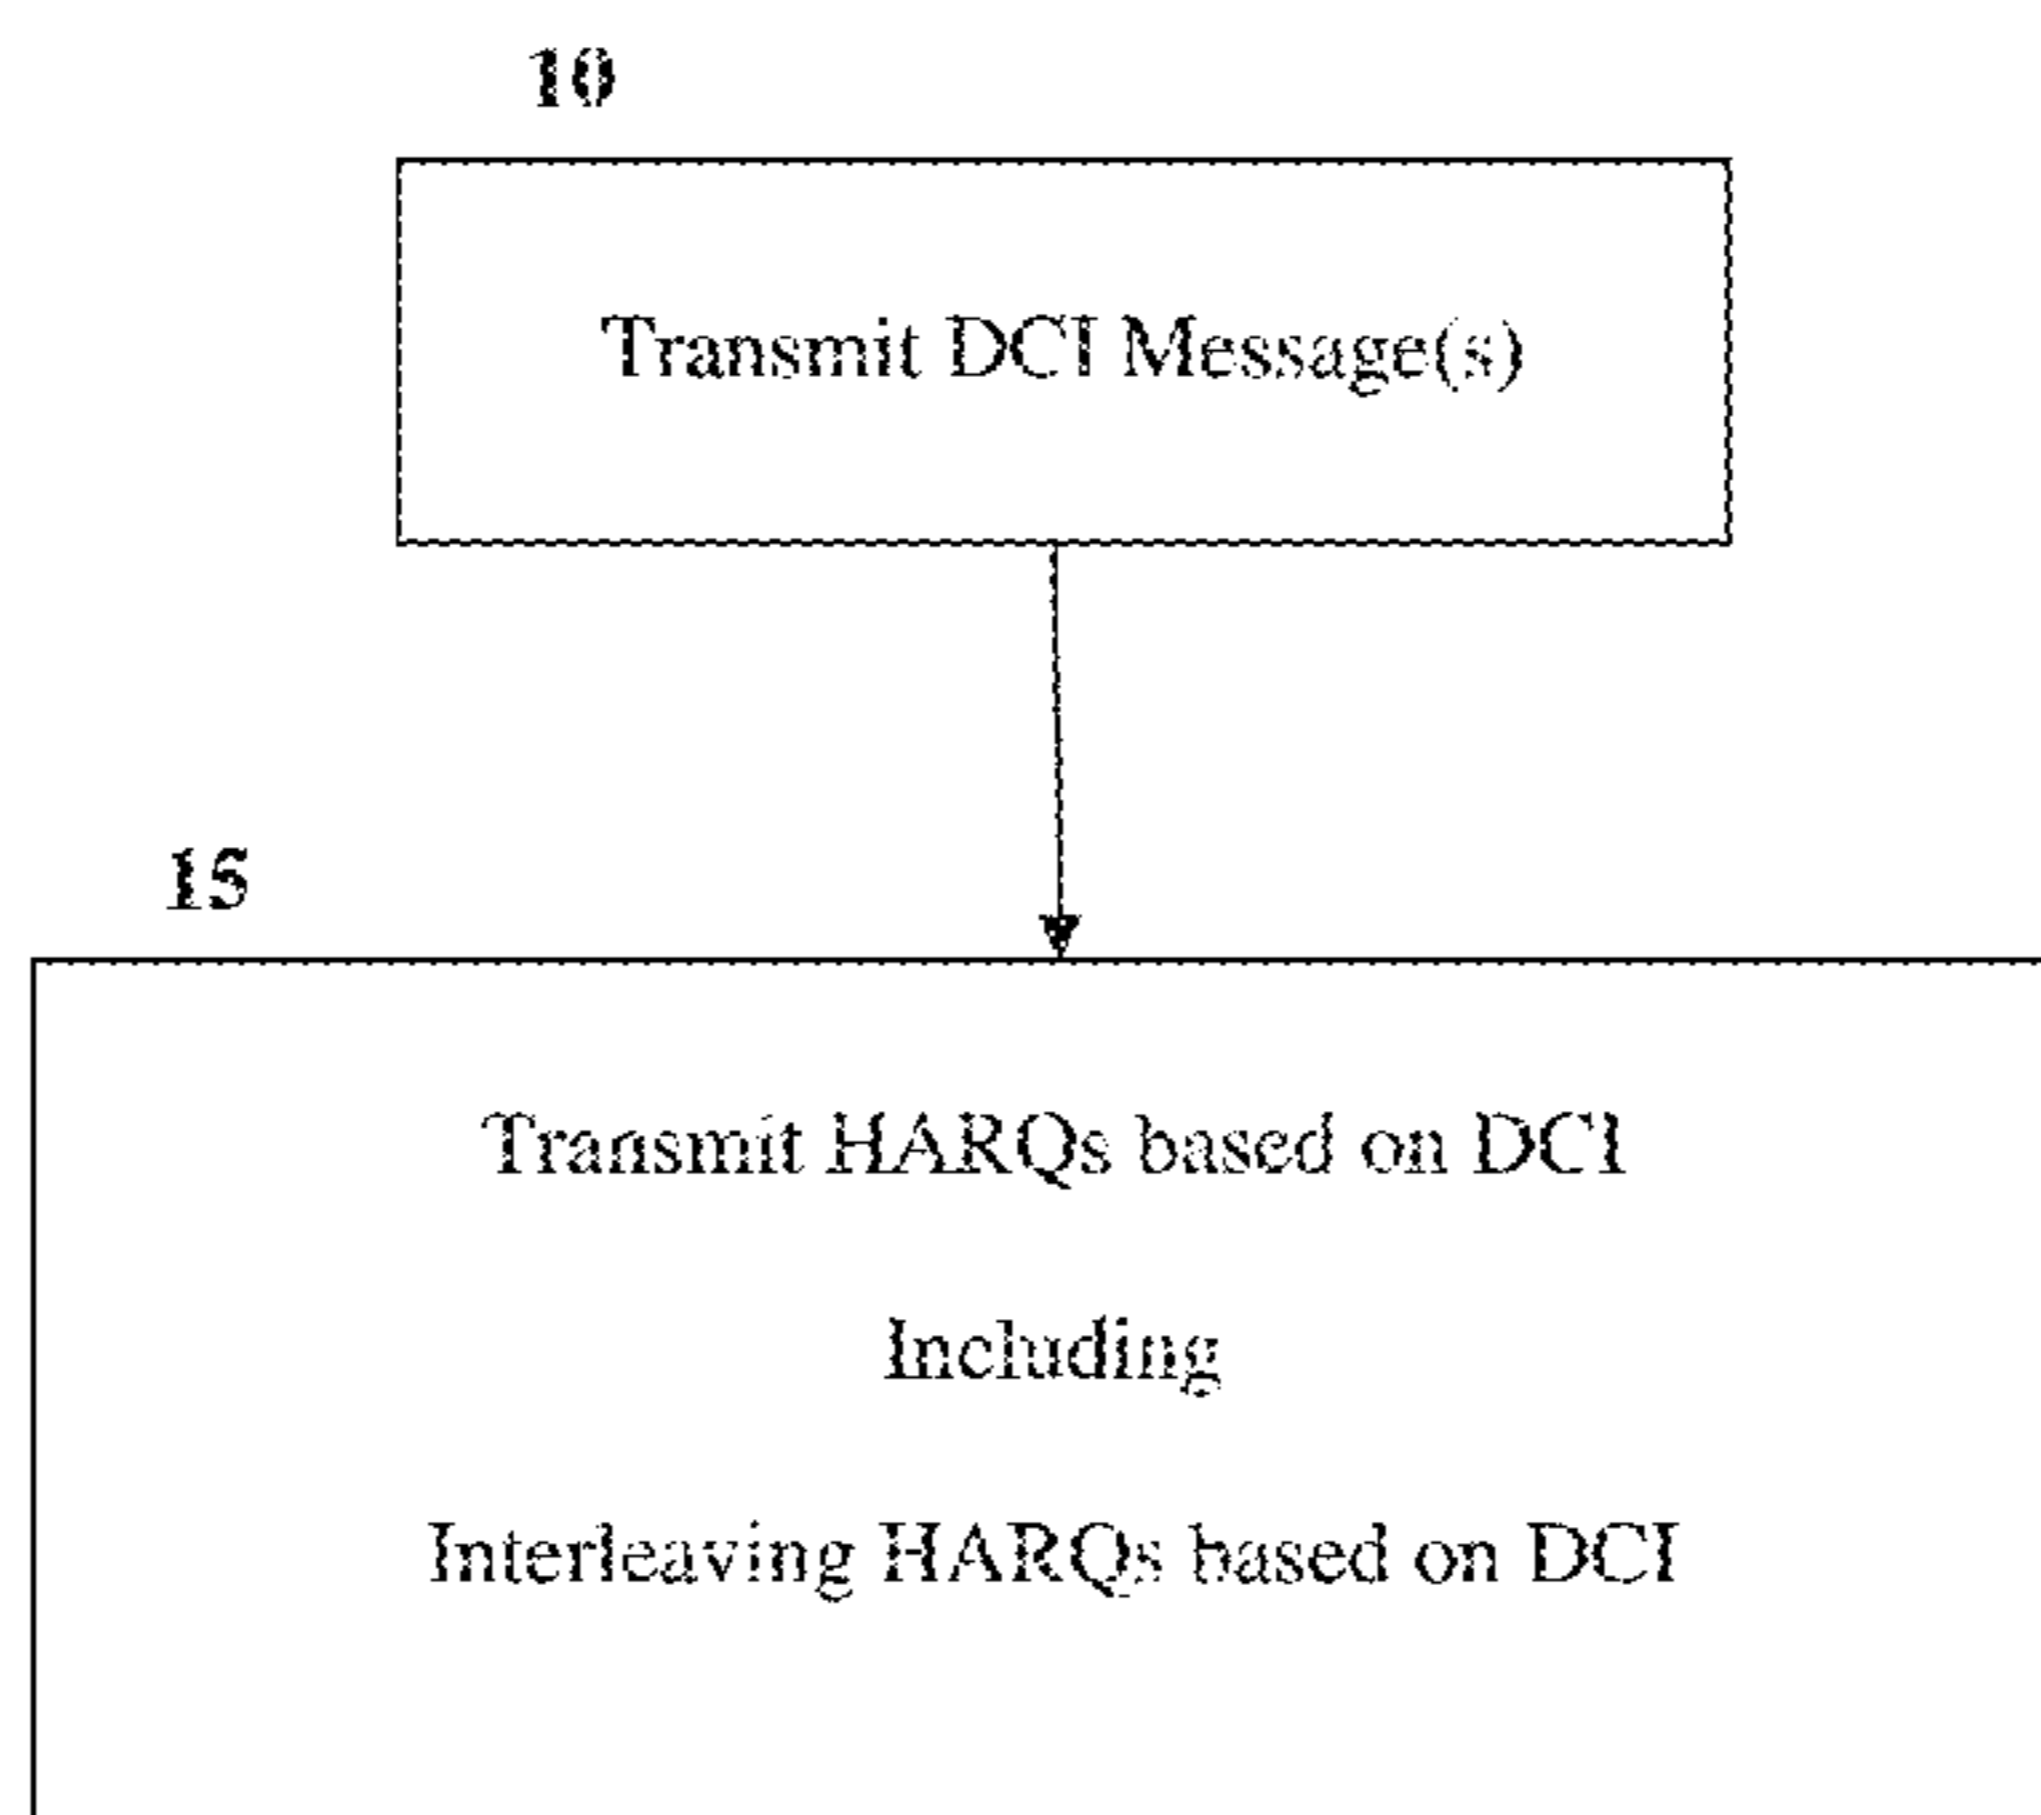 10
Transmit DCI Message(s)
15
Transmit HARQs based on DCI
Including
Interleaving HARQs based on DCI